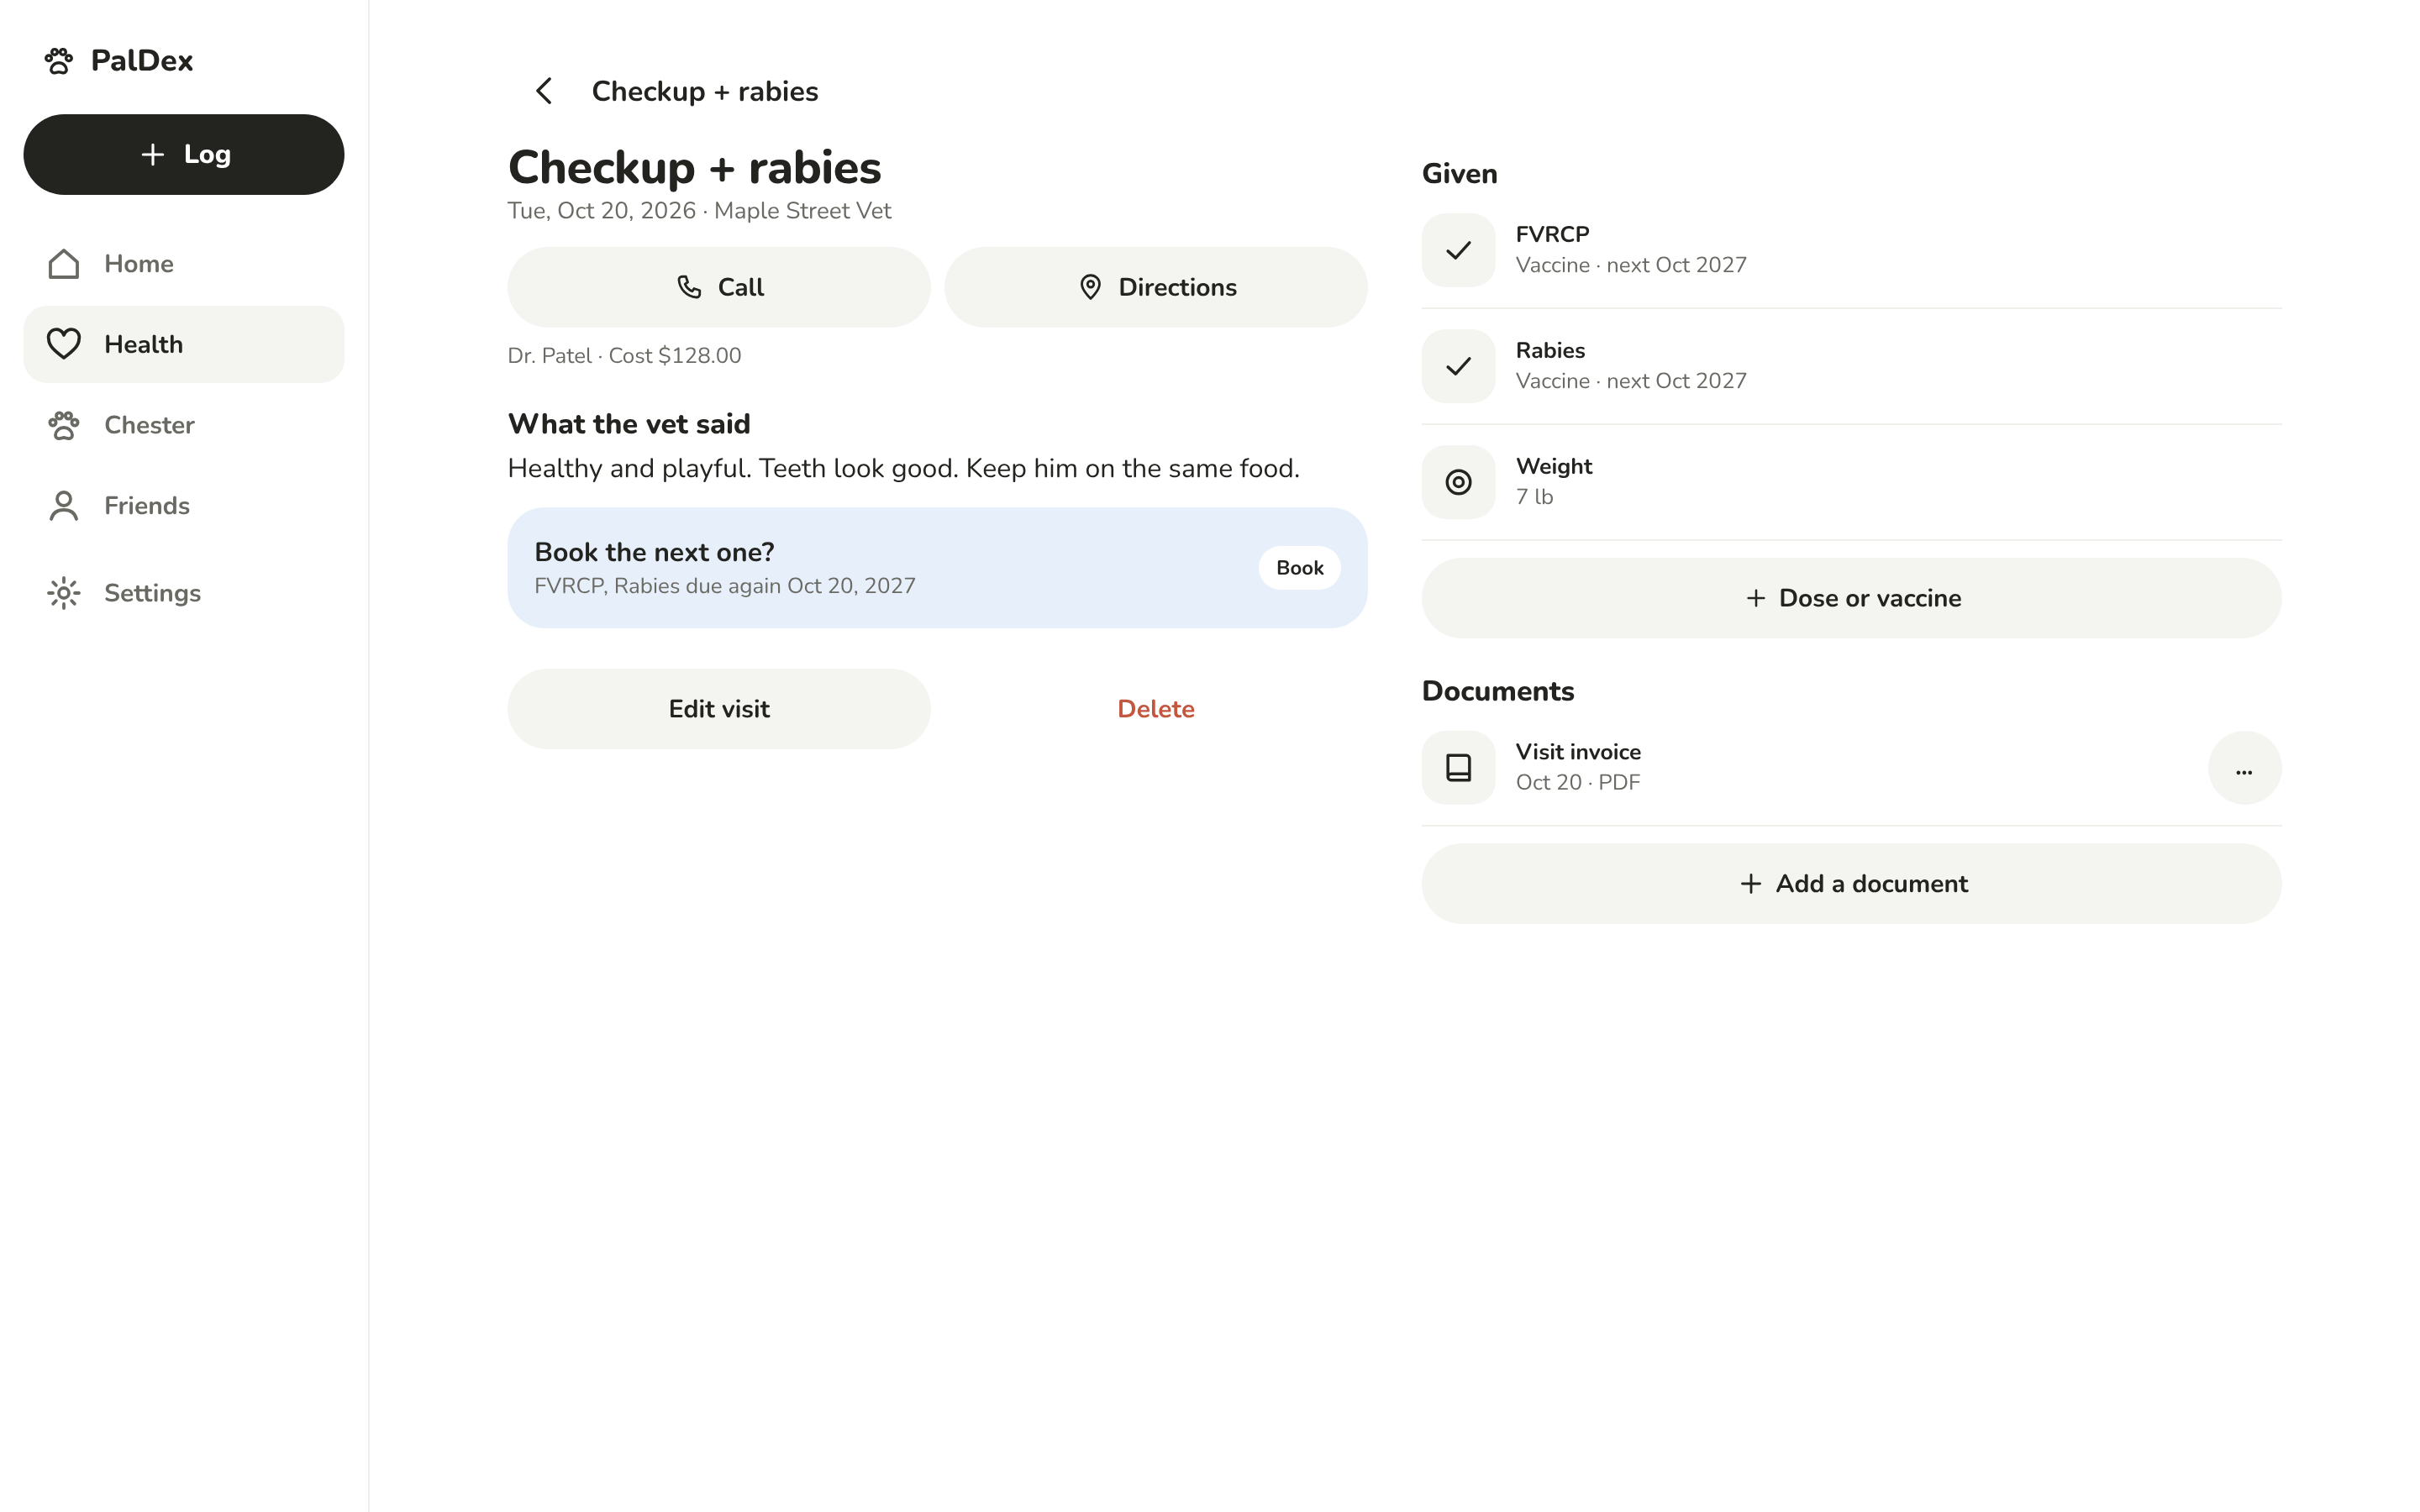 PalDex
Log
Home
Health
Chester
Friends
Settings
Checkup + rabies
Checkup + rabies
Tue, Oct 20, 2026 · Maple Street Vet
Call
Directions
Dr. Patel · Cost $128.00
What the vet said
Healthy and playful. Teeth look good. Keep him on the same food.
Book the next one?
FVRCP, Rabies due again Oct 20, 2027
Book
Edit visit
Delete
Given
FVRCP
Vaccine · next Oct 2027
Rabies
Vaccine · next Oct 2027
Weight
7 lb
+ Dose or vaccine
Documents
Visit invoice
Oct 20 · PDF
...
+ Add a document